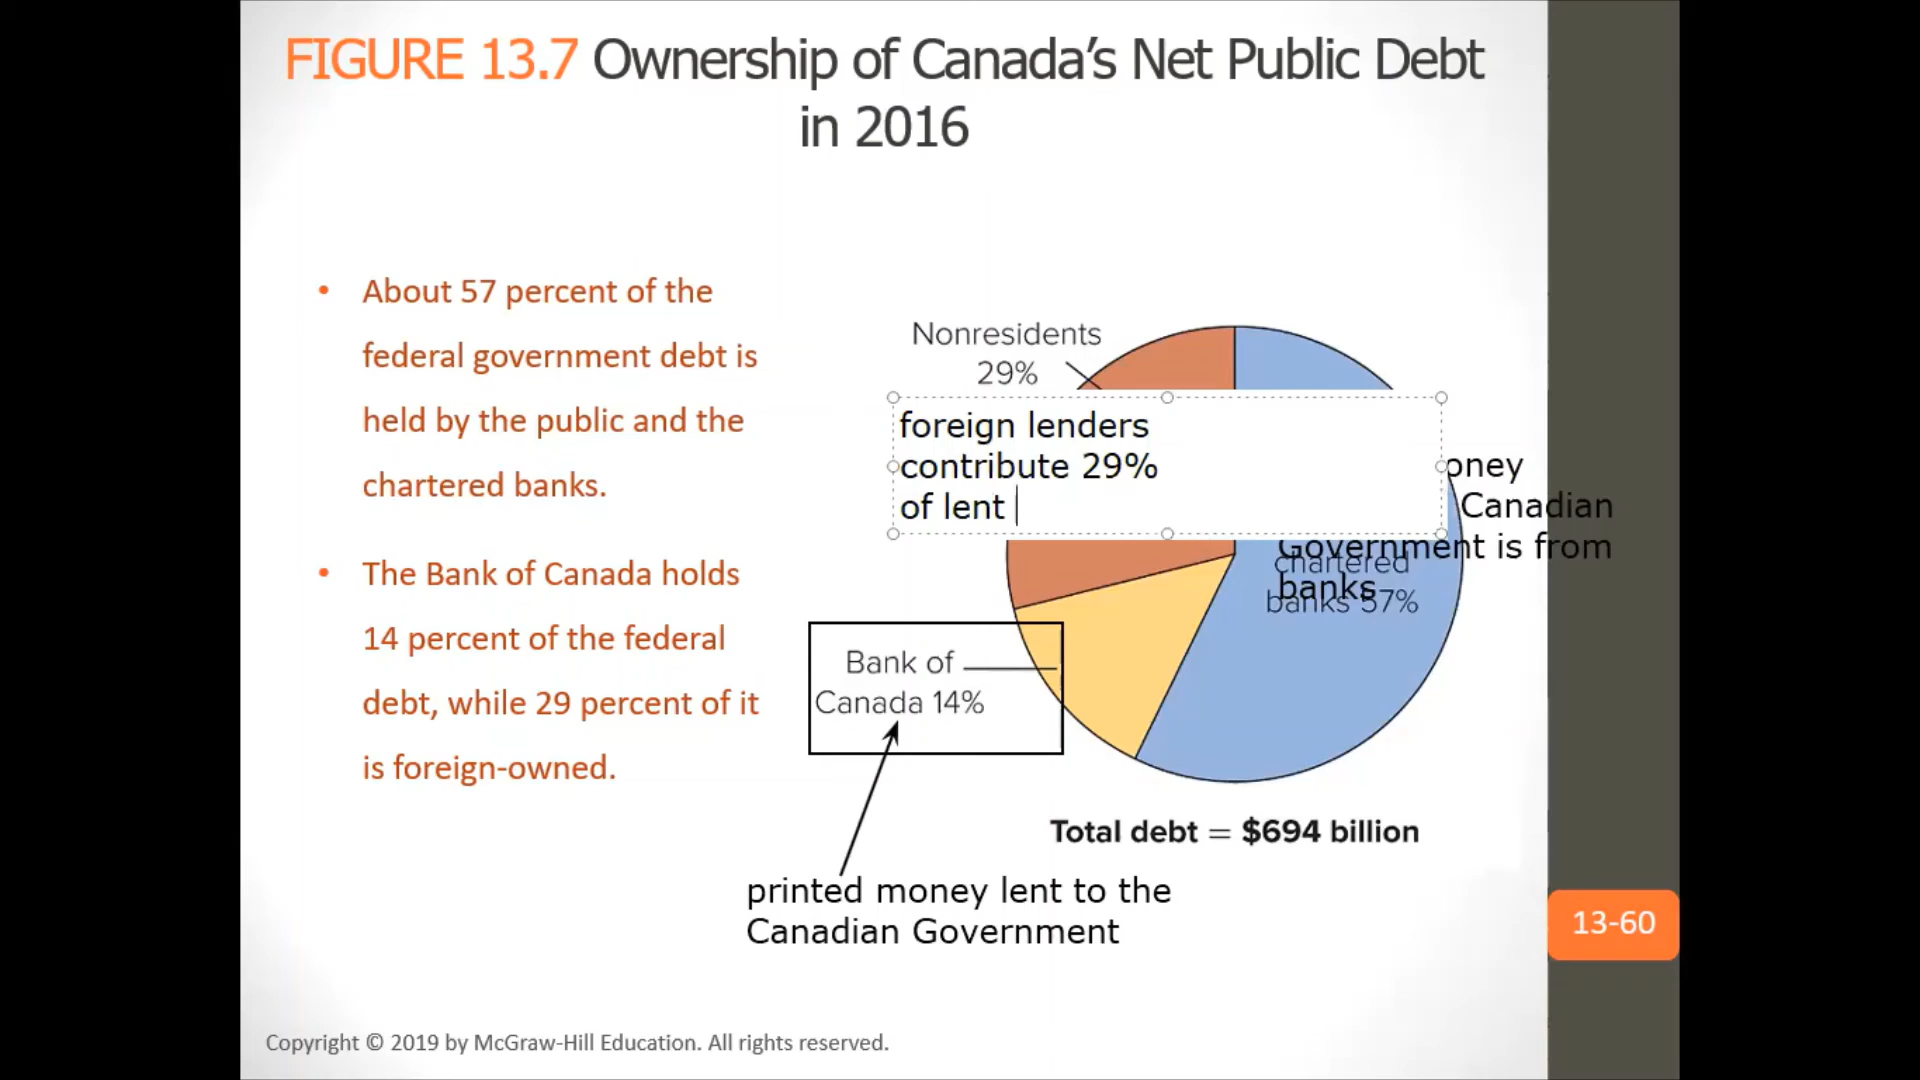 FIGURE 13.7 Ownership of Canada's Net Public Debt
in 2016
• About 57 percent of the
federal government debt is
held by the public and the
chartered banks.
• The Bank of Canada holds
14 percent of the federal
debt, while 29 percent of it
is foreign-owned.
Nonresidents
29%
foreign lenders
contribute 29%
of lent
Canadian
Government is from
banks
chartered
banks 57%
Bank of
Canada 14%
Total debt = $694 billion
printed money lent to the
Canadian Government
13-60
Copyright © 2019 by McGraw-Hill Education. All rights reserved.